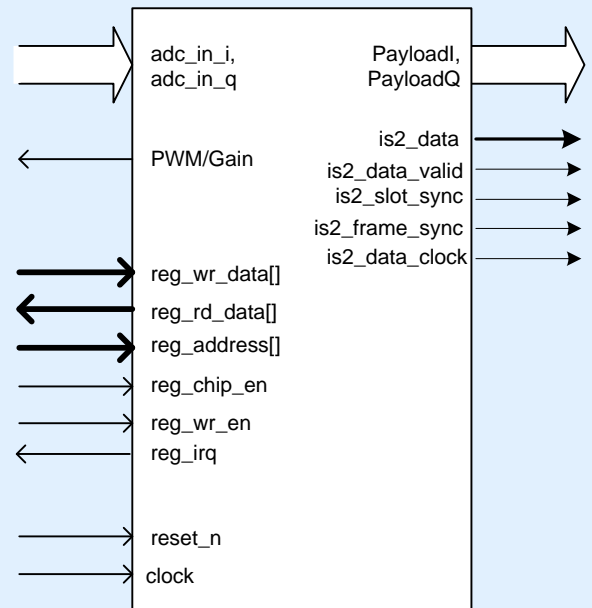 adc_in_i,
adc_in_q
PWM/Gain
reg_wr_data[]
reg_rd_data[]
reg_address[]
reg_chip_en
reg_wr_en
reg_irq
reset_n
clock
PayloadI,
PayloadQ
is2_data
is2_data_valid
is2_slot_sync
is2_frame_sync
is2_data_clock